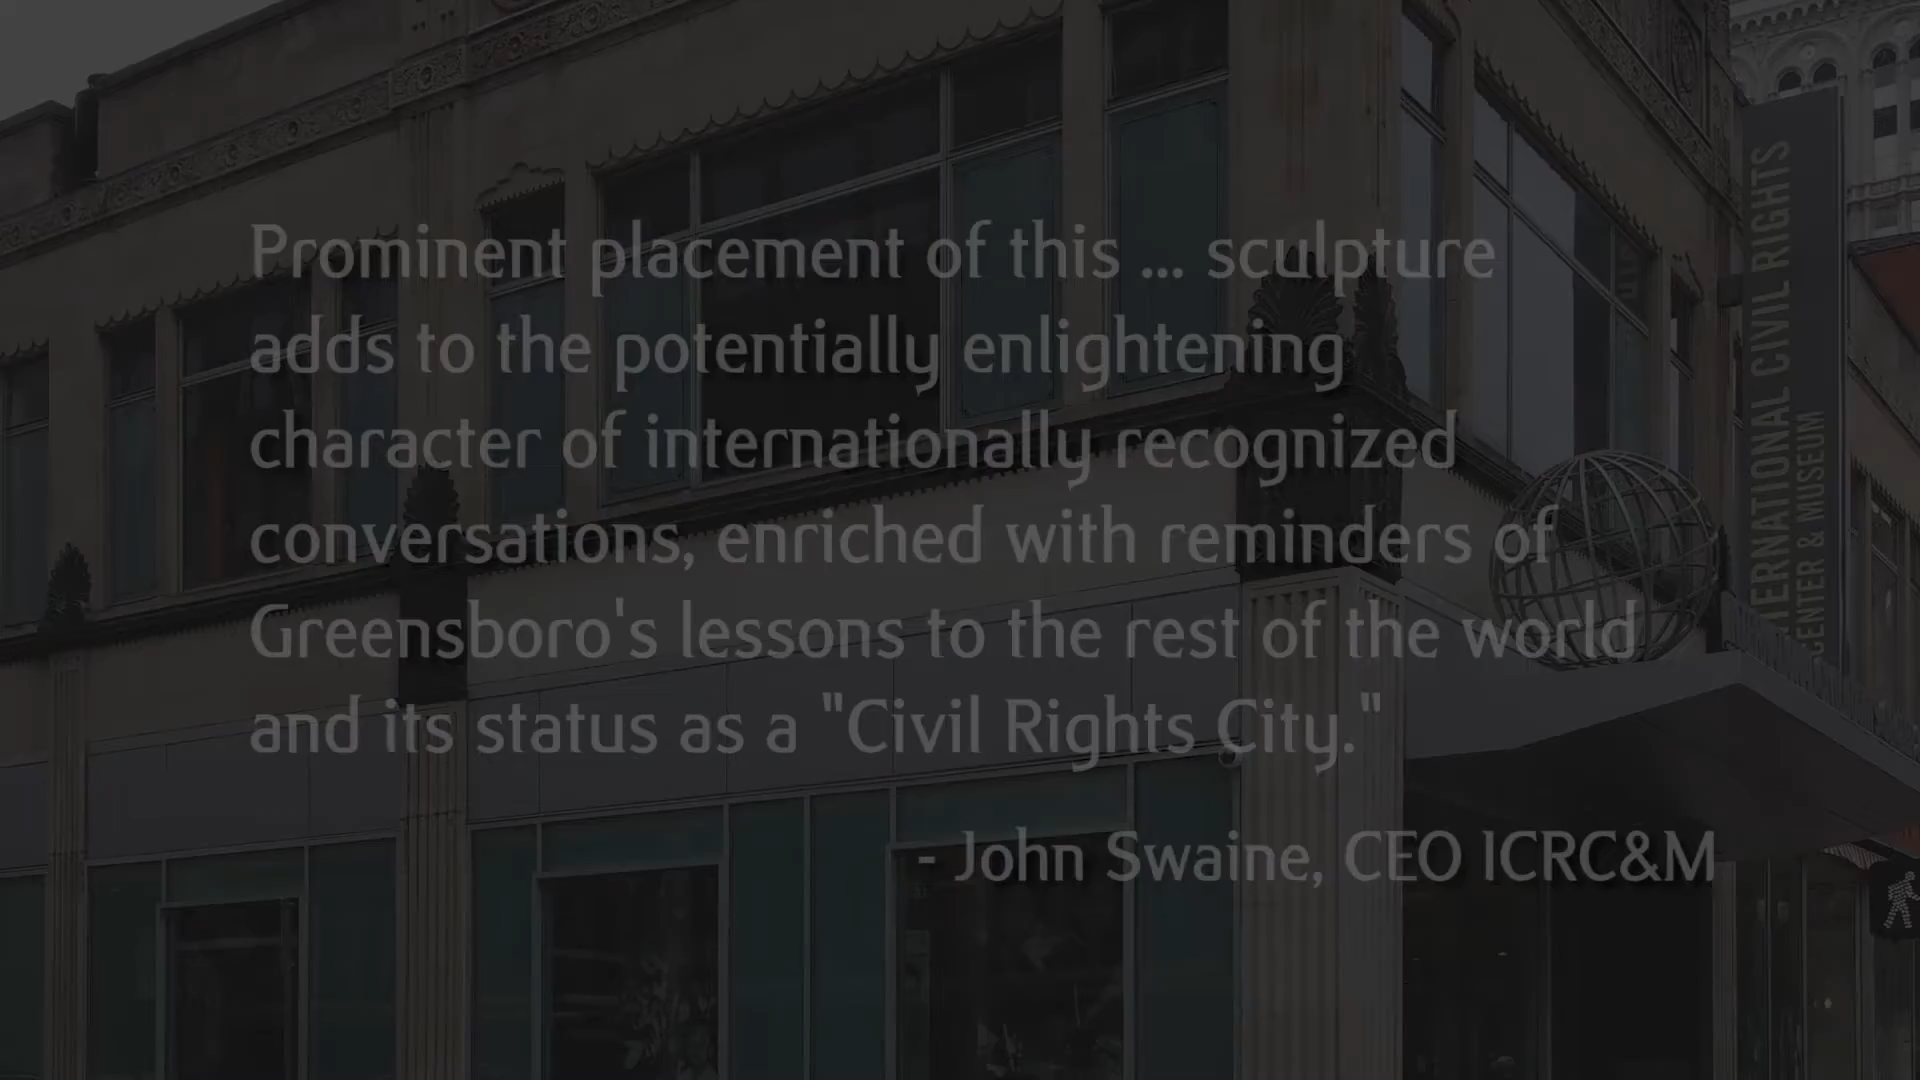 Prominent placement of this ... sculpture
adds to the potentially enlightening
character of internationally recognized
conversations, enriched with reminders of
Greensboro's lessons to the rest of the world
and its status as a "Civil Rights City."
- John Swaine, CEO ICRC&M
INTERNATIONAL CIVIL RIGHTS
CENTER & MUSEUM